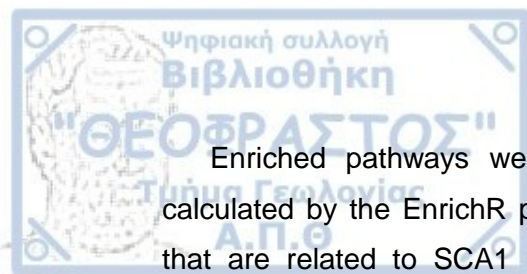 Ψηφιακή συλλογή
Βιβλιοθήκη
"ΘΕΟΦΡΑΣΤΟΣ"
Enriched pathways we
Τμήμα Γεωλογίας
calculated by the EnrichR p
Α.Π.Θ
that are related to SCA1